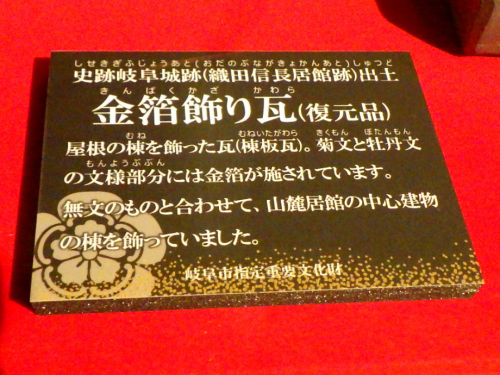 しせきぎふじょうあと(おだのぶながきょかんあと)しゅつど
史跡岐阜城跡(織田信長居館跡)出土
きんぱくかざ かわら
金箔飾り瓦(復元品)
むね むねいたがわら きくもん ぼたんもん
屋根の棟を飾った瓦(棟板瓦)。菊文と牡丹文
もんようぶぶん
の文様部分には金箔が施されています。
無文のものと合わせて、山麓居館の中心建物
の棟を飾っていました。
岐阜市指定重要文化財